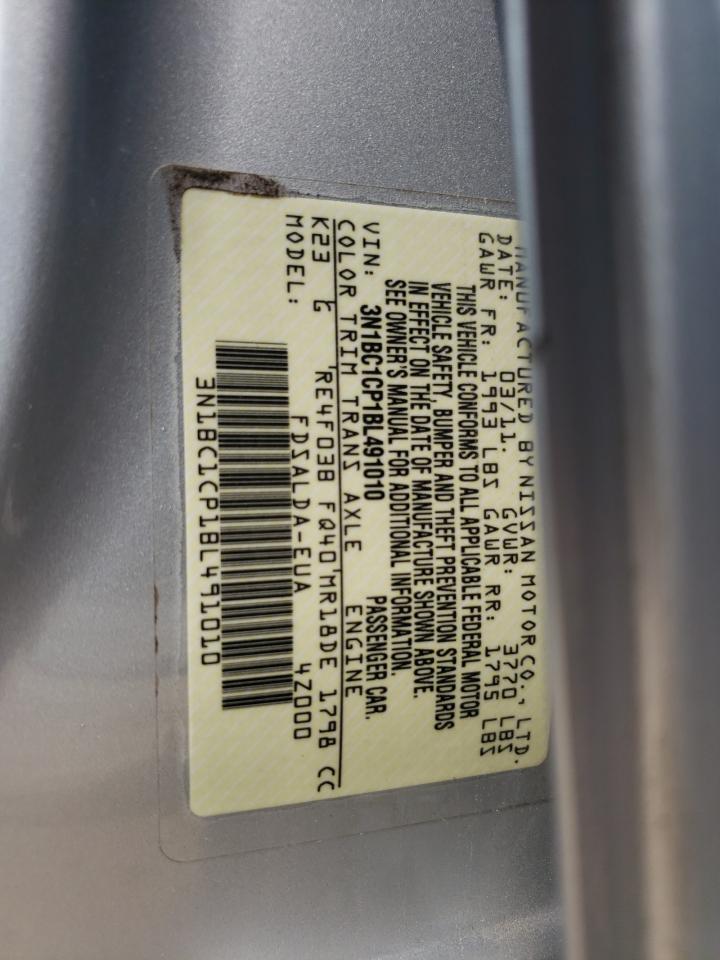 MANUFACTURED BY NISSAN MOTOR CO., LTD.
DATE: 03/11. GVWR: 3770 LBS
GAWR FR: 1993 LBS GAWR RR: 1795 LBS
THIS VEHICLE CONFORMS TO ALL APPLICABLE FEDERAL MOTOR
VEHICLE SAFETY, BUMPER AND THEFT PREVENTION STANDARDS
IN EFFECT ON THE DATE OF MANUFACTURE SHOWN ABOVE.
SEE OWNER'S MANUAL FOR ADDITIONAL INFORMATION.
VIN: 3N1BC1CP1BL491010 PASSENGER CAR.
COLOR TRIM TRANS AXLE ENGINE
K23 G RE4F03B FQ40 MR18DE 1798 CC
MODEL: FDSALDA-EUA 4Z000
3N1BC1CP1BL491010